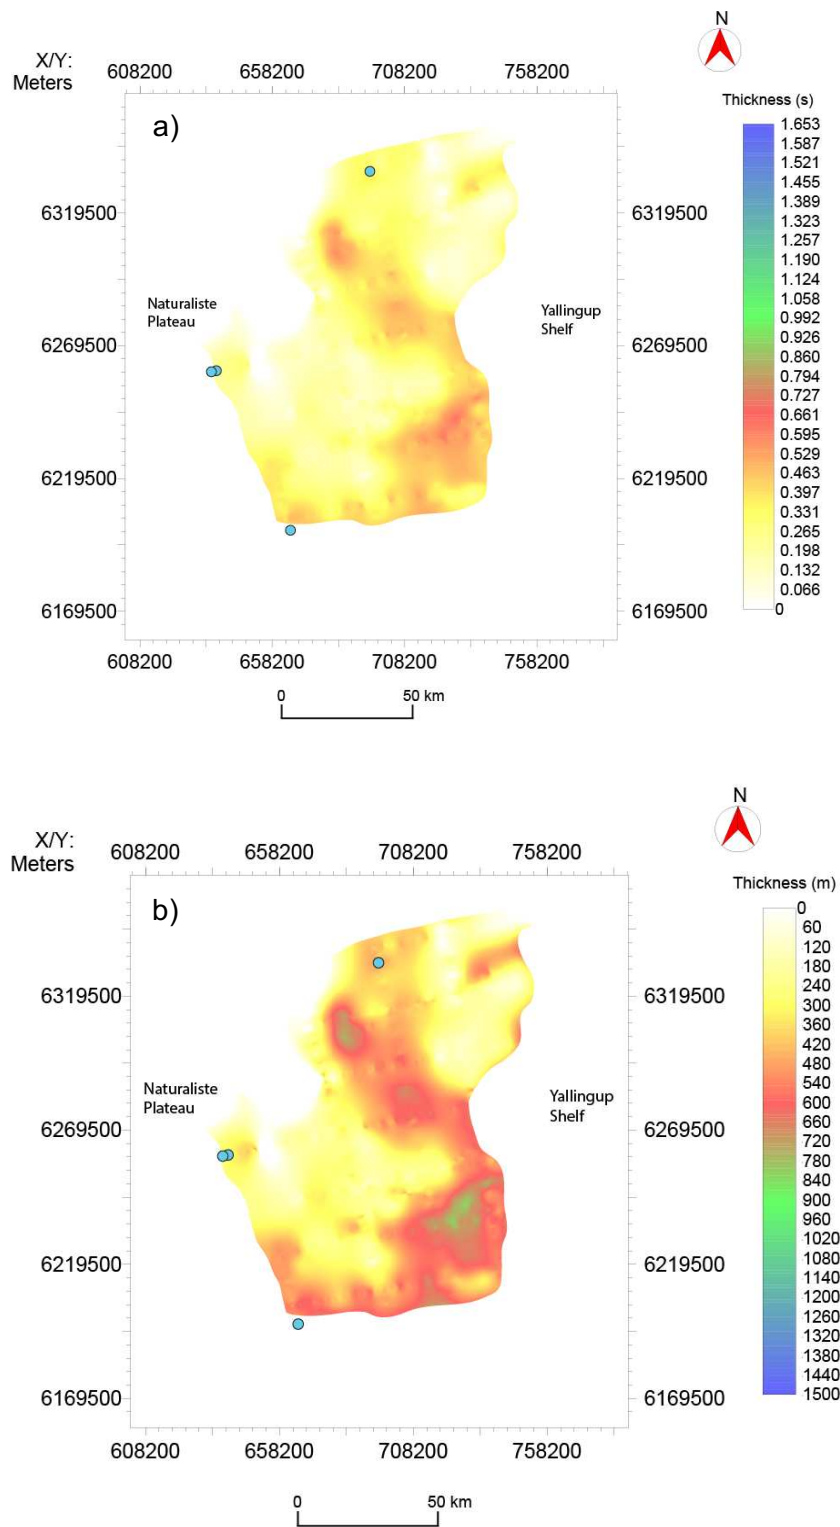 N
X/Y:
Meters
608200 658200 708200 758200
Thickness (s)
a)
1.653
1.587
1.521
1.455
1.389
1.323
1.257
1.190
1.124
1.058
0.992
0.926
0.860
0.794
0.727
0.661
0.595
0.529
0.463
0.397
0.331
0.265
0.198
0.132
0.066
0
6319500 6319500
Naturaliste
Plateau
Yallingup
Shelf
6269500 6269500
6219500 6219500
6169500 6169500
608200 658200 708200 758200
0 50 km
N
X/Y:
Meters
608200 658200 708200 758200
Thickness (m)
b)
0
60
120
180
240
300
360
420
480
540
600
660
720
780
840
900
960
1020
1080
1140
1200
1260
1320
1380
1440
1500
6319500 6319500
Naturaliste
Plateau
Yallingup
Shelf
6269500 6269500
6219500 6219500
6169500 6169500
608200 658200 708200 758200
0 50 km